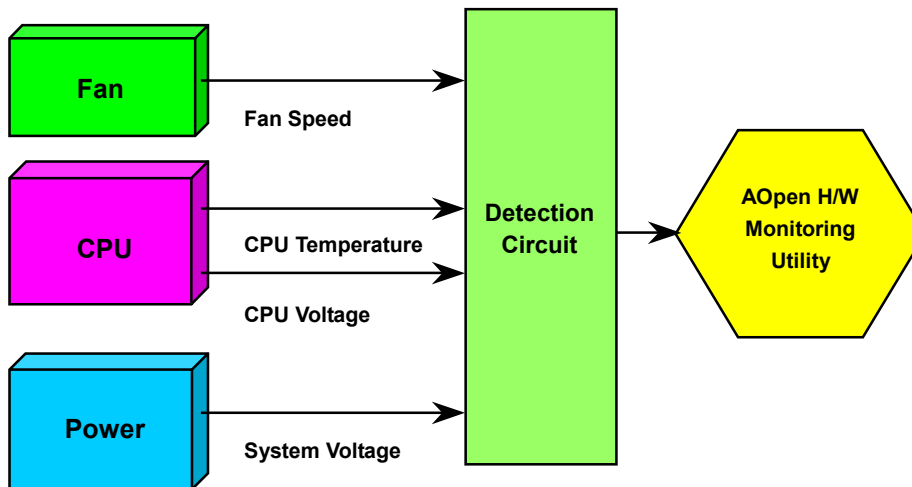 Fan
Fan Speed
CPU
CPU Temperature
CPU Voltage
Power
System Voltage
Detection
Circuit
AOpen H/W
Monitoring
Utility